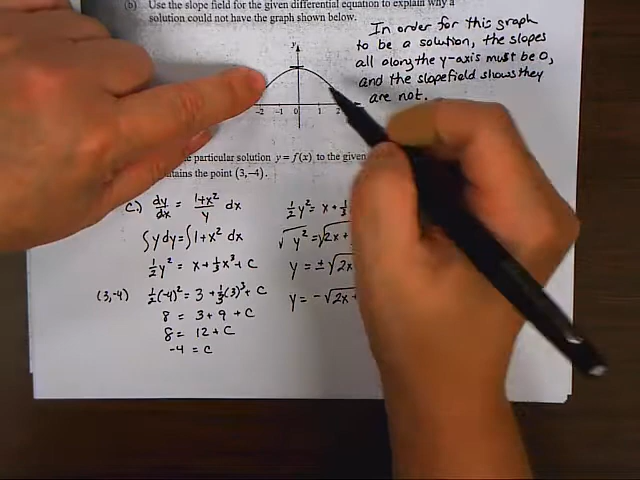 (b) Use the slope field for the given differential equation to explain why a
solution could not have the graph shown below.
In order for this graph
to be a solution, the slopes
all along the y-axis must be 0,
and the slopefield shows they
are not.
y
-2 -1 1 2
particular solution y = f(x) to the given
the point (3,-4).
C.) dy/dx = 1+x²/y dx
∫y dy = ∫1+x² dx
½y² = x + ⅓x³ + C
(3,-4) ½(-4)² = 3 + ⅓(3)³ + C
8 = 3 + 9 + C
8 = 12 + C
-4 = C
½y² = x +
√y² = √2x +
y = ±√2x
y = -√2x